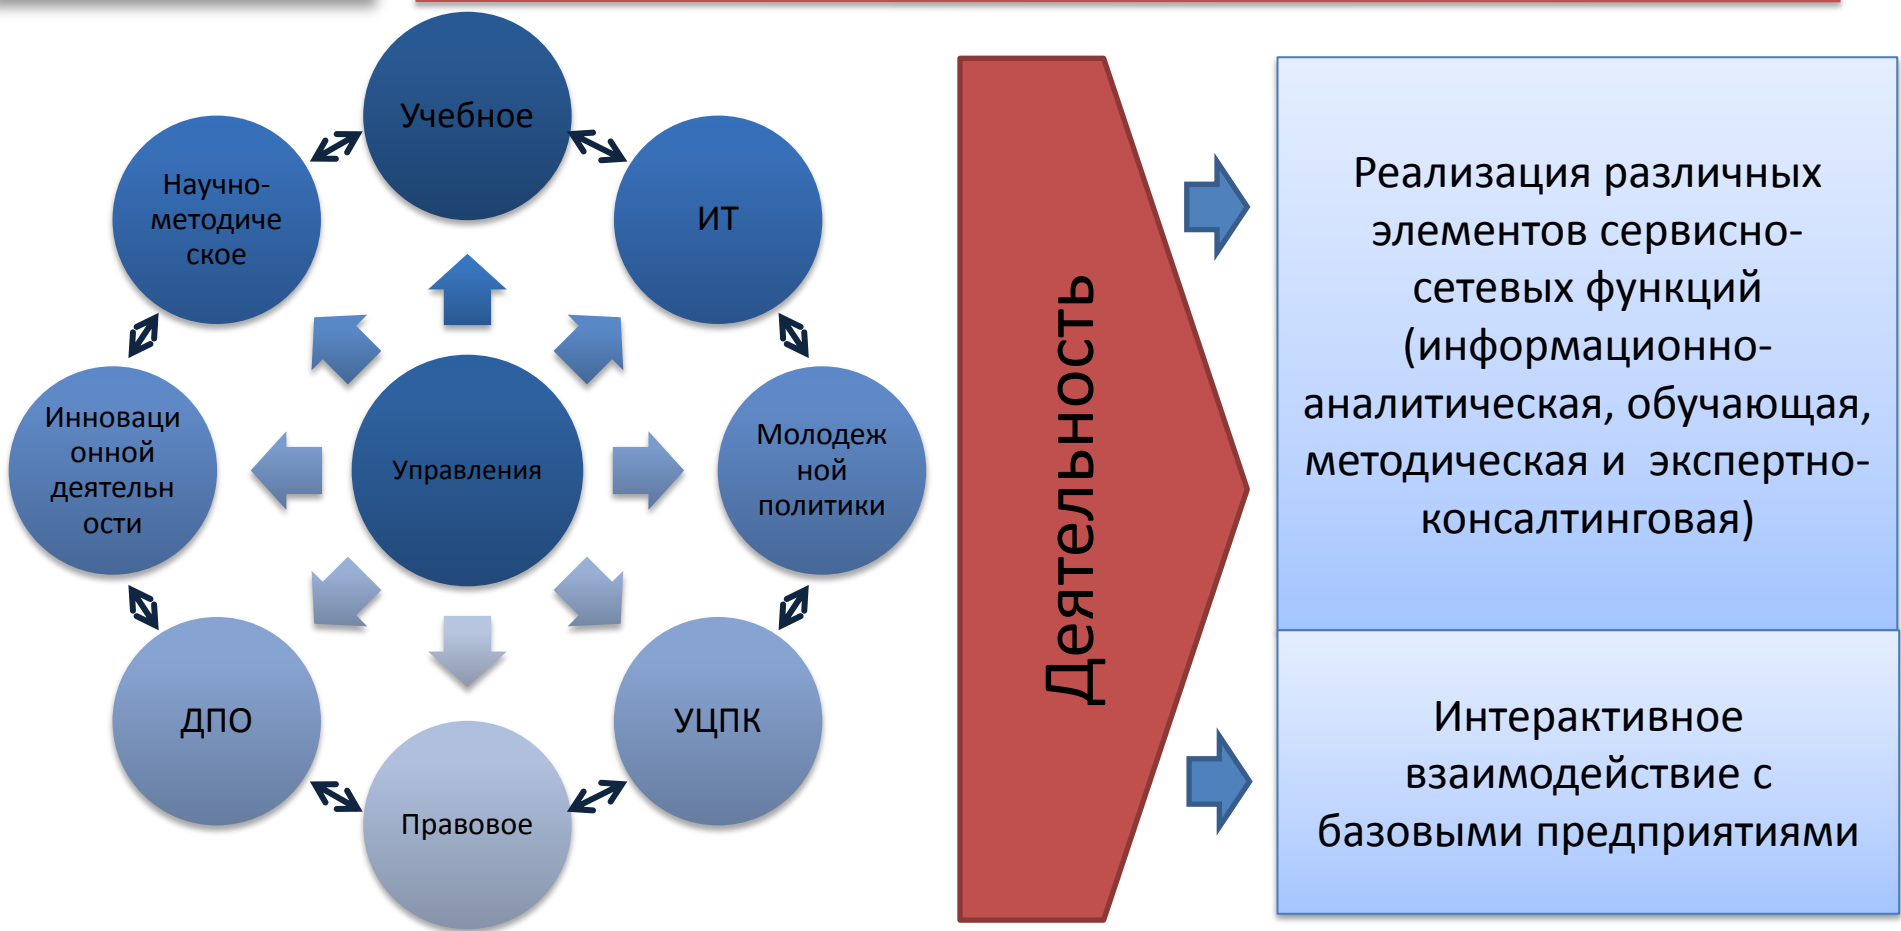 Учебное
ИТ
Молодеж
ной
политики
УЦПК
Правовое
ДПО
Инноваци
онной
деятельн
ости
Научно-
методиче
ское
Управления
Деятельность
Реализация различных
элементов сервисно-
сетевых функций
(информационно-
аналитическая, обучающая,
методическая и  экспертно-
консалтинговая)
Интерактивное
взаимодействие с
базовыми предприятиями